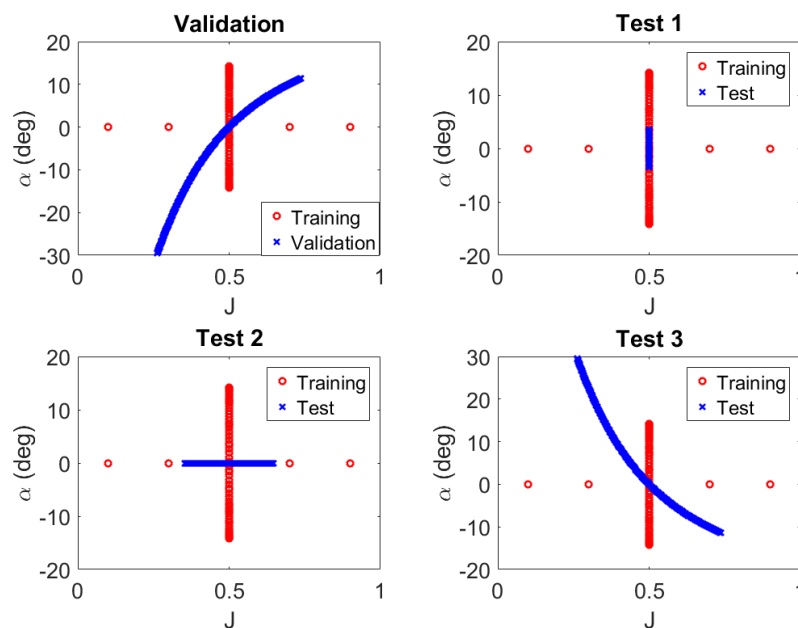 Validation
20
10
0
-10
-20
-30
α (deg)
Training
Validation
0
0.5
1
J
Test 1
20
10
0
-10
-20
α (deg)
Training
Test
0
0.5
1
J
Test 2
20
10
0
-10
-20
α (deg)
Training
Test
0
0.5
1
J
Test 3
30
20
10
0
-10
-20
α (deg)
Training
Test
0
0.5
1
J